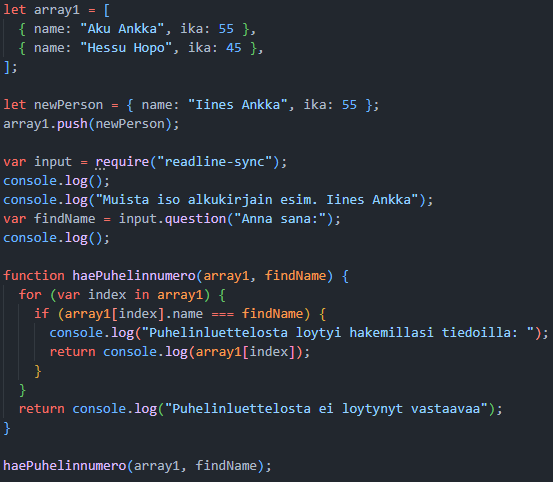 let array1 = [
  { name: "Aku Ankka", ika: 55 },
  { name: "Hessu Hopo", ika: 45 },
];

let newPerson = { name: "Iines Ankka", ika: 55 };
array1.push(newPerson);

var input = require("readline-sync");
console.log();
console.log("Muista iso alkukirjain esim. Iines Ankka");
var findName = input.question("Anna sana:");
console.log();

function haePuhelinnumero(array1, findName) {
  for (var index in array1) {
    if (array1[index].name === findName) {
      console.log("Puhelinluettelosta loytyi hakemillasi tiedoilla: ");
      return console.log(array1[index]);
    }
  }
  return console.log("Puhelinluettelosta ei loytynyt vastaavaa");
}

haePuhelinnumero(array1, findName);